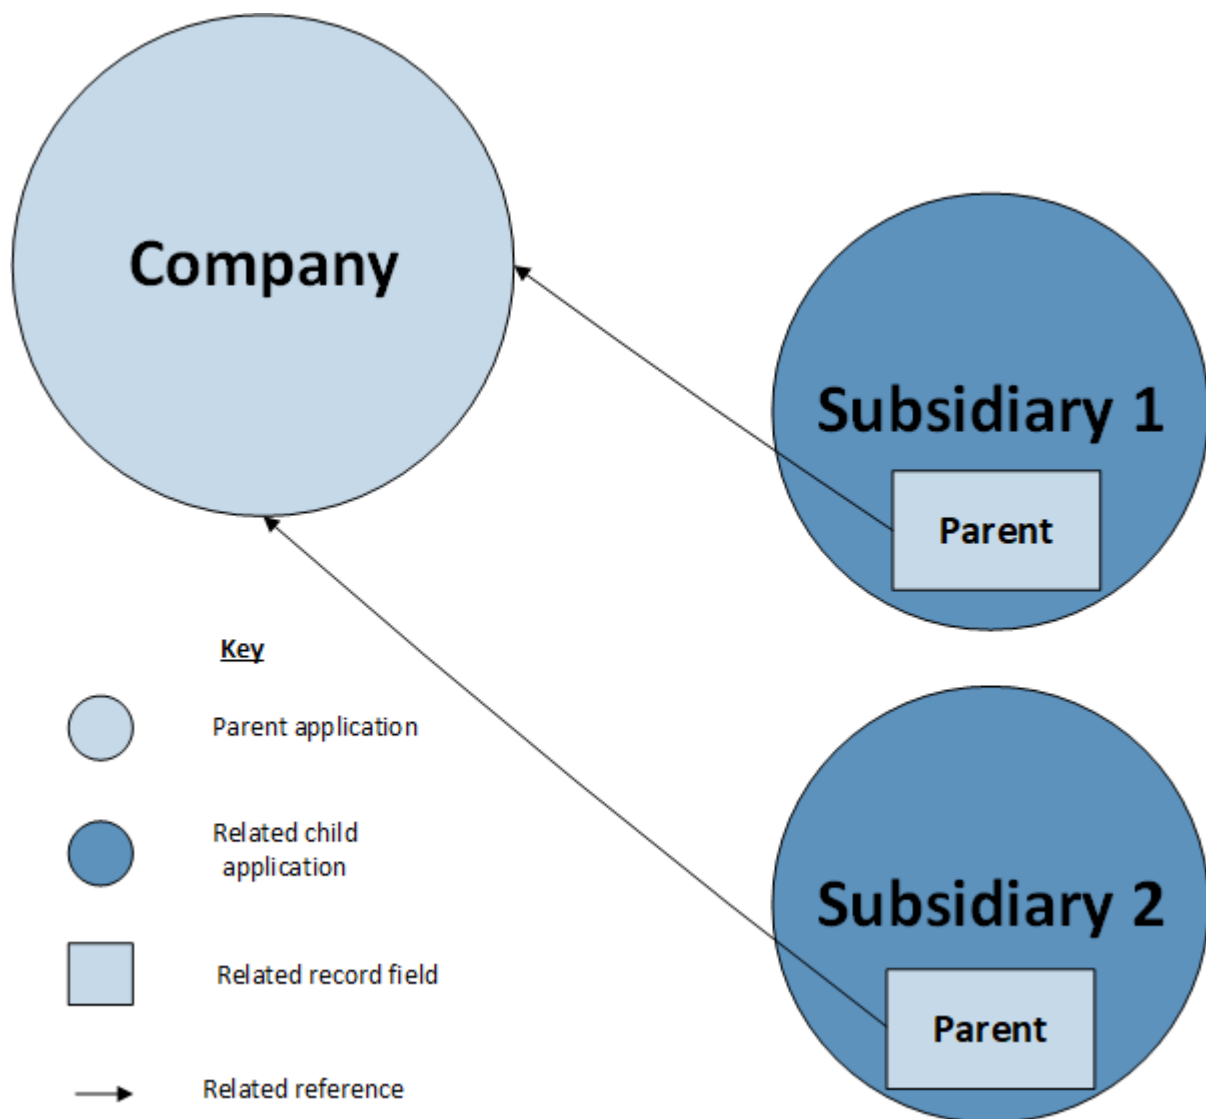 Company
Subsidiary 1
Parent
Key
Parent application
Related child
application
Subsidiary 2
Related record field
Parent
Related reference